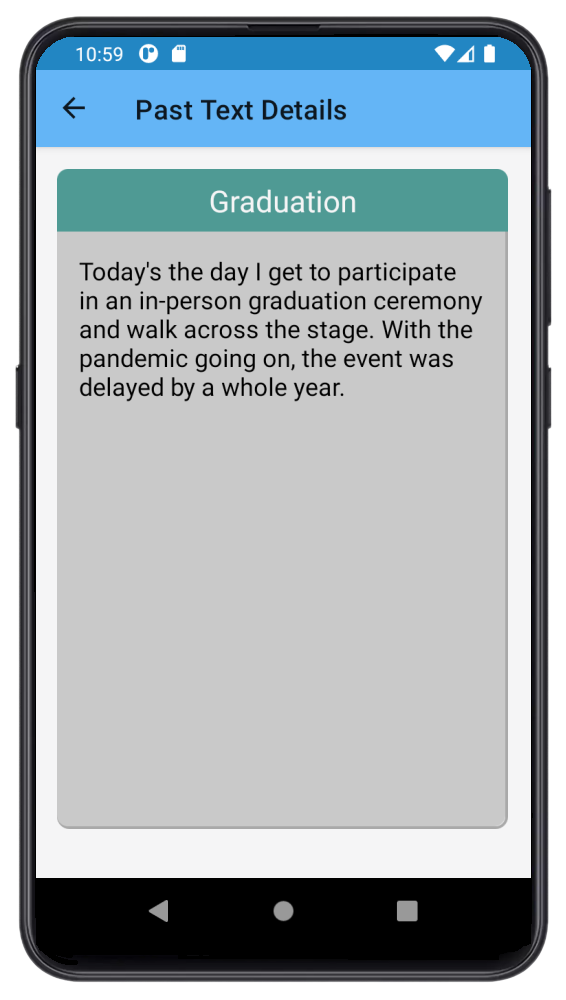 10:59
Past Text Details
Graduation
Today's the day I get to participate
in an in-person graduation ceremony
and walk across the stage. With the
pandemic going on, the event was
delayed by a whole year.